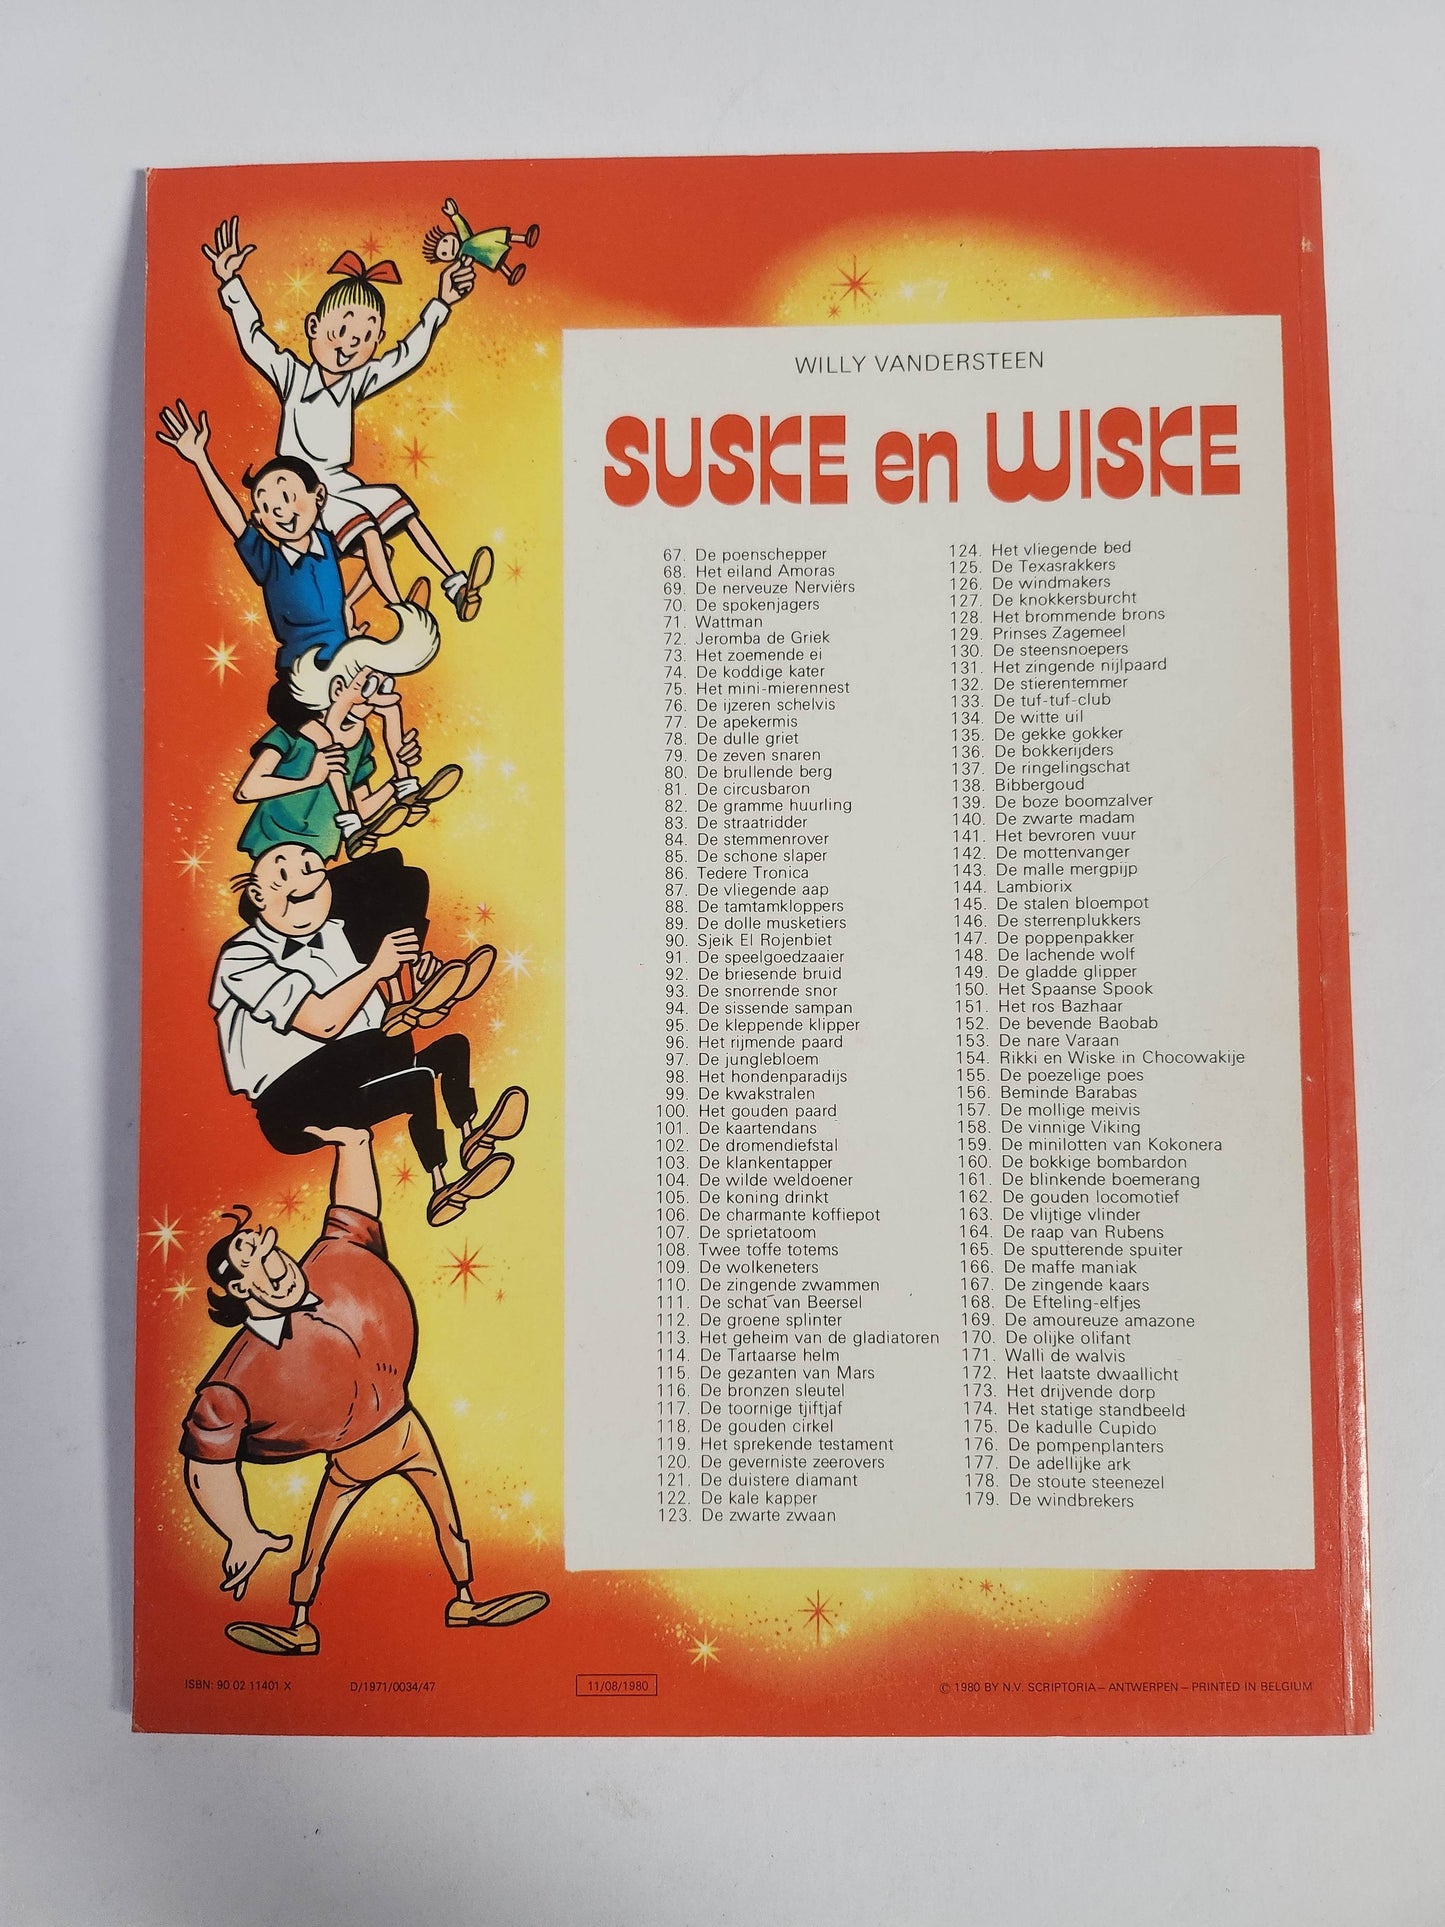 WILLY VANDERSTEEN
SUSKE en WISKE
67. De poenschepper
68. Het eiland Amoras
69. De nerveuze Nerviërs
70. De spokenjagers
71. Wattman
72. Jeromba de Griek
73. Het zoemende ei
74. De koddige kater
75. Het mini-mierennest
76. De ijzeren schelvis
77. De apekermis
78. De dulle griet
79. De zeven snaren
80. De brullende berg
81. De circusbaron
82. De gramme huurling
83. De straatridder
84. De stemmenrover
85. De schone slaper
86. Tedere Tronica
87. De vliegende aap
88. De tamtamkloppers
89. De dolle musketiers
90. Sjeik El Rojenbiet
91. De speelgoedzaaier
92. De briesende bruid
93. De snorrende snor
94. De sissende sampan
95. De kleppende klipper
96. Het rijmende paard
97. De junglebloem
98. Het hondenparadijs
99. De kwakstralen
100. Het gouden paard
101. De kaartendans
102. De dromendiefstal
103. De klankentapper
104. De wilde weldoener
105. De koning drinkt
106. De charmante koffiepot
107. De sprietatoom
108. Twee toffe totems
109. De wolkeneters
110. De zingende zwammen
111. De schat van Beersel
112. De groene splinter
113. Het geheim van de gladiatoren
114. De Tartaarse helm
115. De gezanten van Mars
116. De bronzen sleutel
117. De toornige tjiftjaf
118. De gouden cirkel
119. Het sprekende testament
120. De geverniste zeerovers
121. De duistere diamant
122. De kale kapper
123. De zwarte zwaan
124. Het vliegende bed
125. De Texasrakkers
126. De windmakers
127. De knokkersburcht
128. Het brommende brons
129. Prinses Zagemeel
130. De steensnoepers
131. Het zingende nijlpaard
132. De stierentemmer
133. De tuf-tuf-club
134. De witte uil
135. De gekke gokker
136. De bokkerijders
137. De ringelingschat
138. Bibbergoud
139. De boze boomzalver
140. De zwarte madam
141. Het bevroren vuur
142. De mottenvanger
143. De malle mergpijp
144. Lambiorix
145. De stalen bloempot
146. De sterrenplukkers
147. De poppenpakker
148. De lachende wolf
149. De gladde glipper
150. Het Spaanse Spook
151. Het ros Bazhaar
152. De bevende Baobab
153. De nare Varaan
154. Rikki en Wiske in Chocowakije
155. De poezelige poes
156. Beminde Barabas
157. De mollige meivis
158. De vinnige Viking
159. De minilotten van Kokonera
160. De bokkige bombardon
161. De blinkende boemerang
162. De gouden locomotief
163. De vlijtige vlinder
164. De raap van Rubens
165. De sputterende spuiter
166. De maffe maniak
167. De zingende kaars
168. De Efteling-elfjes
169. De amoureuze amazone
170. De olijke olifant
171. Walli de walvis
172. Het laatste dwaallicht
173. Het drijvende dorp
174. Het statige standbeeld
175. De kadulle Cupido
176. De pompenplanters
177. De adellijke ark
178. De stoute steenezel
179. De windbrekers
ISBN: 90 02 11401 X D/1971/0034/47 11/08/1980 © 1980 BY N.V. SCRIPTORIA – ANTWERPEN – PRINTED IN BELGIUM